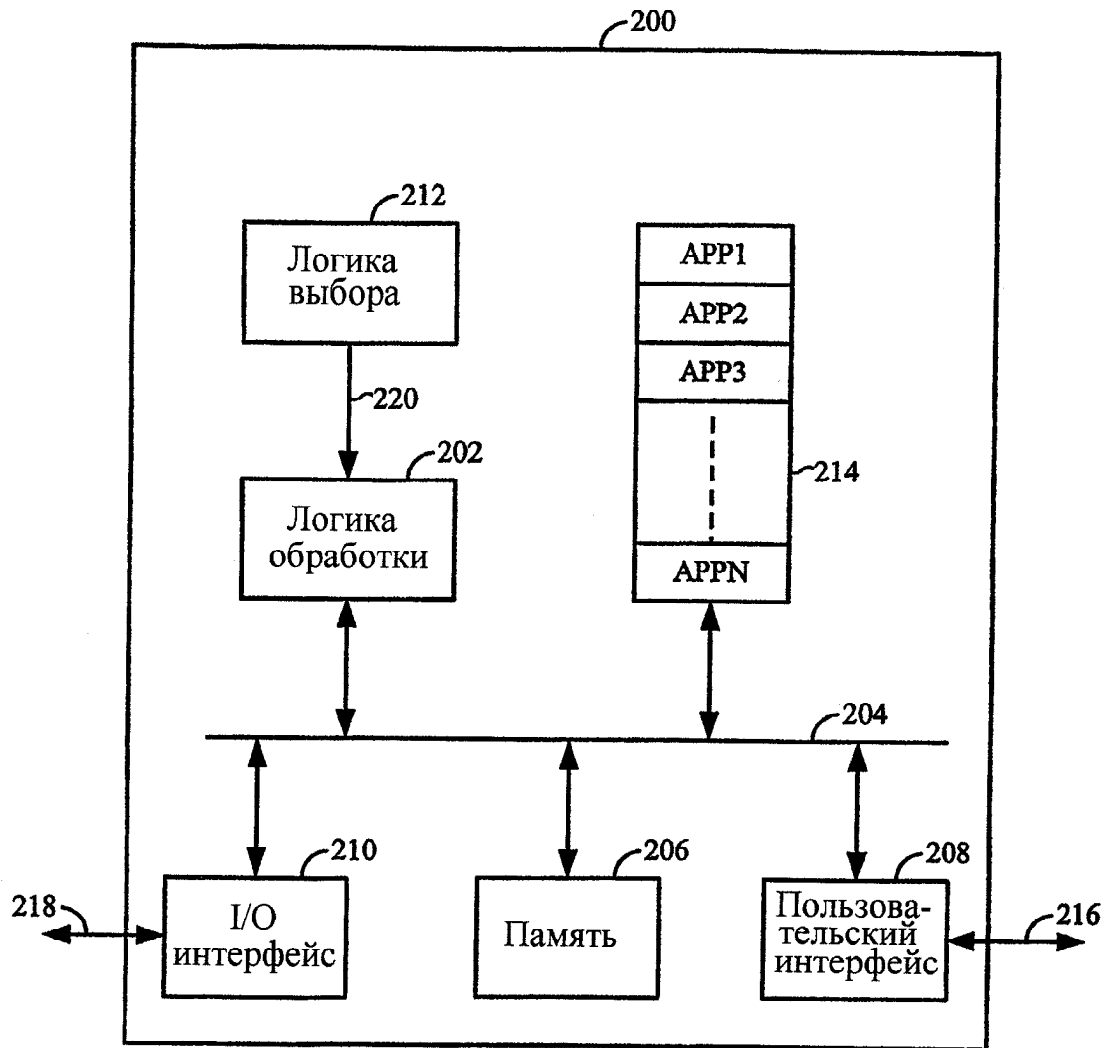 200
212
Логика
выбора
APP1
APP2
APP3
220
202
214
Логика
обработки
APPN
204
210
206
208
218
I/O
интерфейс
Память
Пользова-
тельский
интерфейс
216